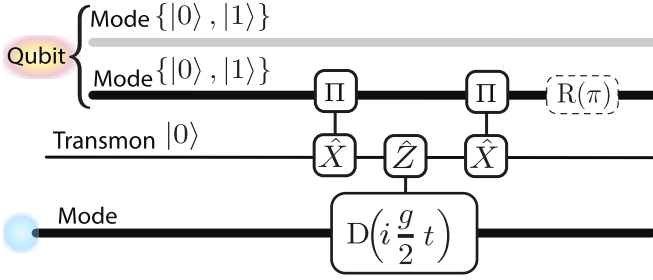 Mode {|0⟩ , |1⟩}
Qubit
Mode {|0⟩ , |1⟩}
Π Π R(π)
Transmon |0⟩
X̂ Ẑ X̂
Mode
D(i g/2 t)